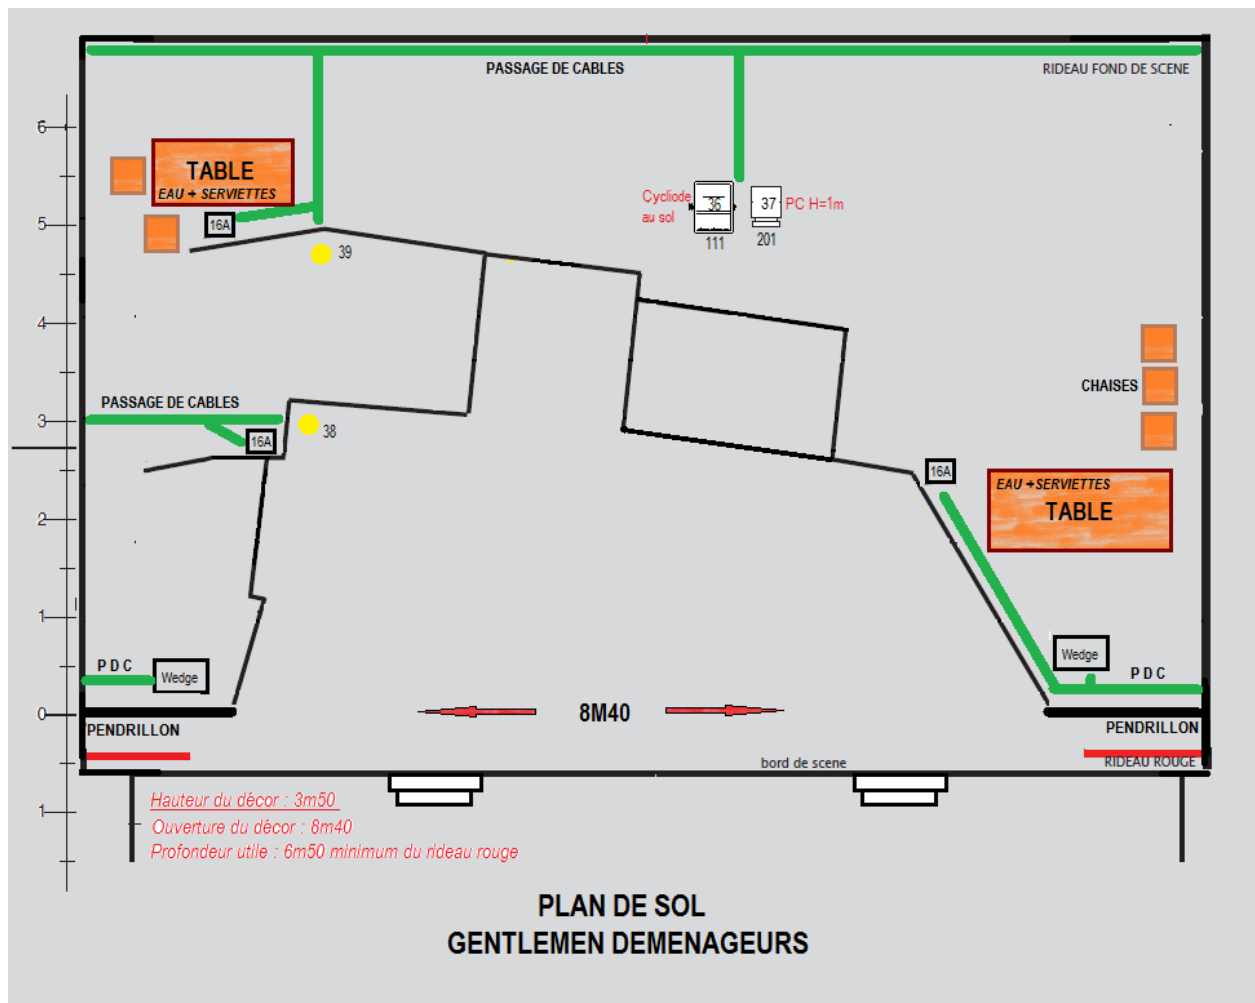 PASSAGE DE CABLES
RIDEAU FOND DE SCENE
6
TABLE
EAU + SERVIETTES
16A
5
Cycliode
au sol
36
111
37
201
PC H=1m
39
4
CHAISES
PASSAGE DE CABLES
3
16A
38
16A
EAU +SERVIETTES
TABLE
2
1
P D C
Wedge
Wedge
P D C
0
8M40
PENDRILLON
PENDRILLON
bord de scene
RIDEAU ROUGE
1
Hauteur du décor : 3m50
Ouverture du décor : 8m40
Profondeur utile : 6m50 minimum du rideau rouge
PLAN DE SOL
GENTLEMEN DEMENAGEURS